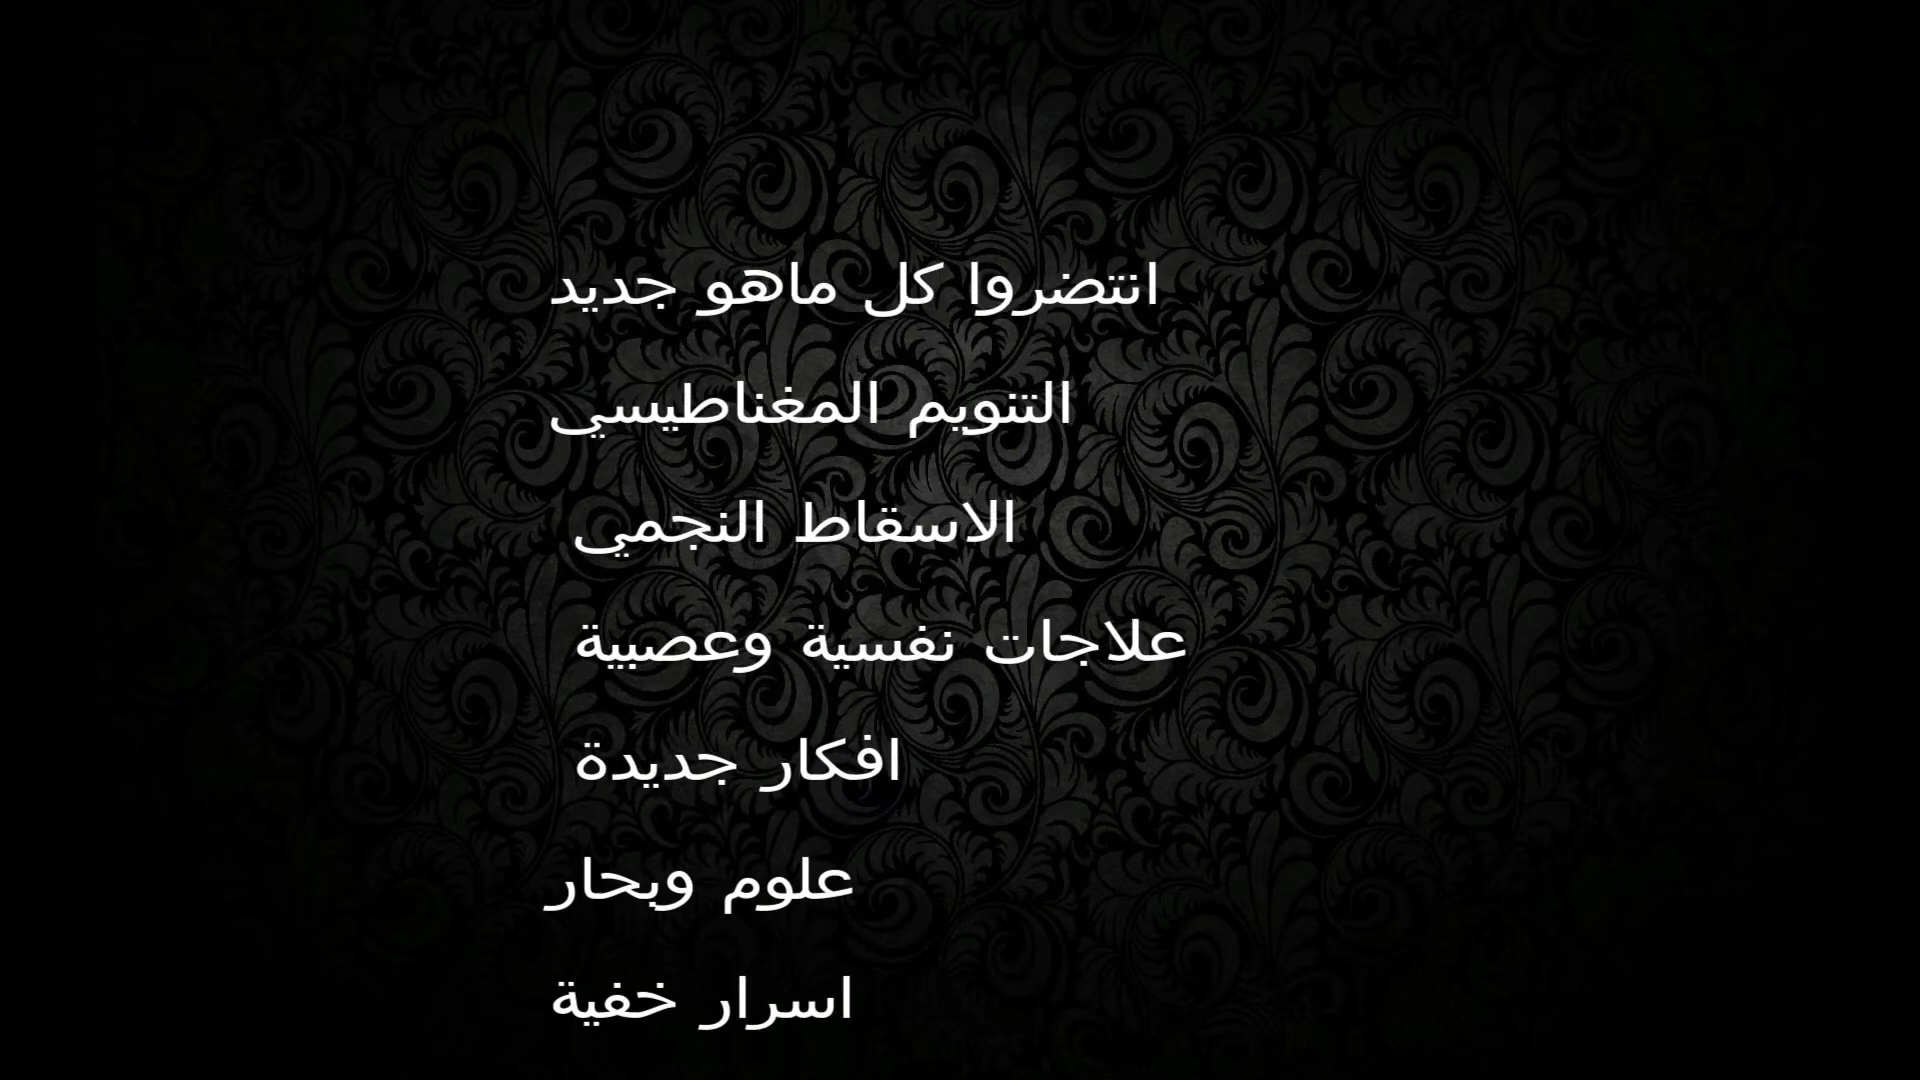 انتضروا كل ماهو جديد
التنويم المغناطيسي
الاسقاط النجمي
علاجات نفسية وعصبية
افكار جديدة
علوم وبحار
اسرار خفية